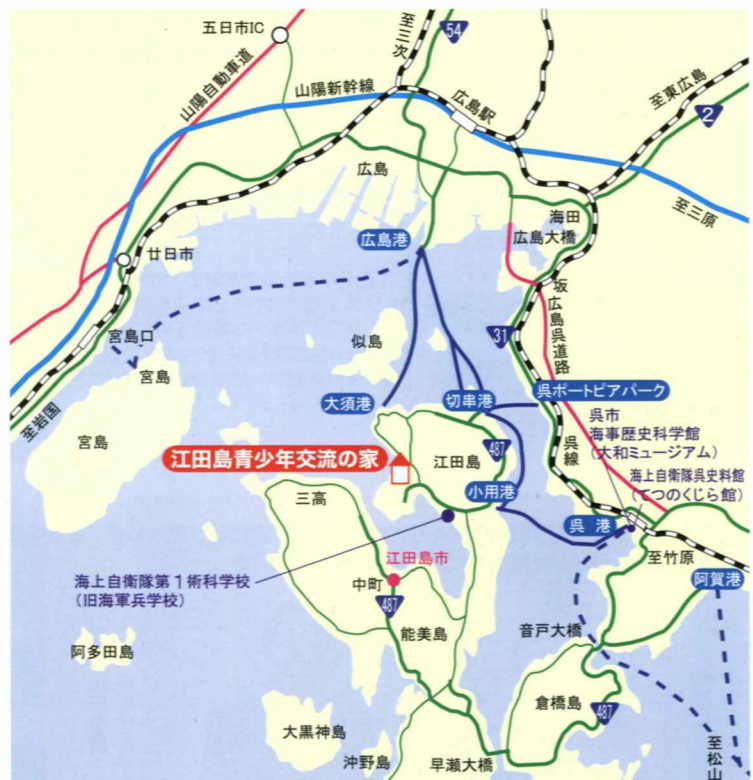 五日市IC
至三次
54
山陽自動車道
山陽新幹線
広島駅
至東広島
2
広島
海田
至三原
広島大橋
広島港
廿日市
坂
広島呉道路
宮島口
宮島
似島
31
至岩国
大須港
切串港
呉ポートピアパーク
宮島
呉市
海事歴史科学館
(大和ミュージアム)
呉線
江田島青少年交流の家
江田島
487
海上自衛隊呉史料館
(てつのくじら館)
三高
小用港
呉 港
至竹原
海上自衛隊第1術科学校
(旧海軍兵学校)
江田島市
中町
阿賀港
487
能美島
音戸大橋
阿多田島
倉橋島
487
大黒神島
沖野島
早瀬大橋
至松山